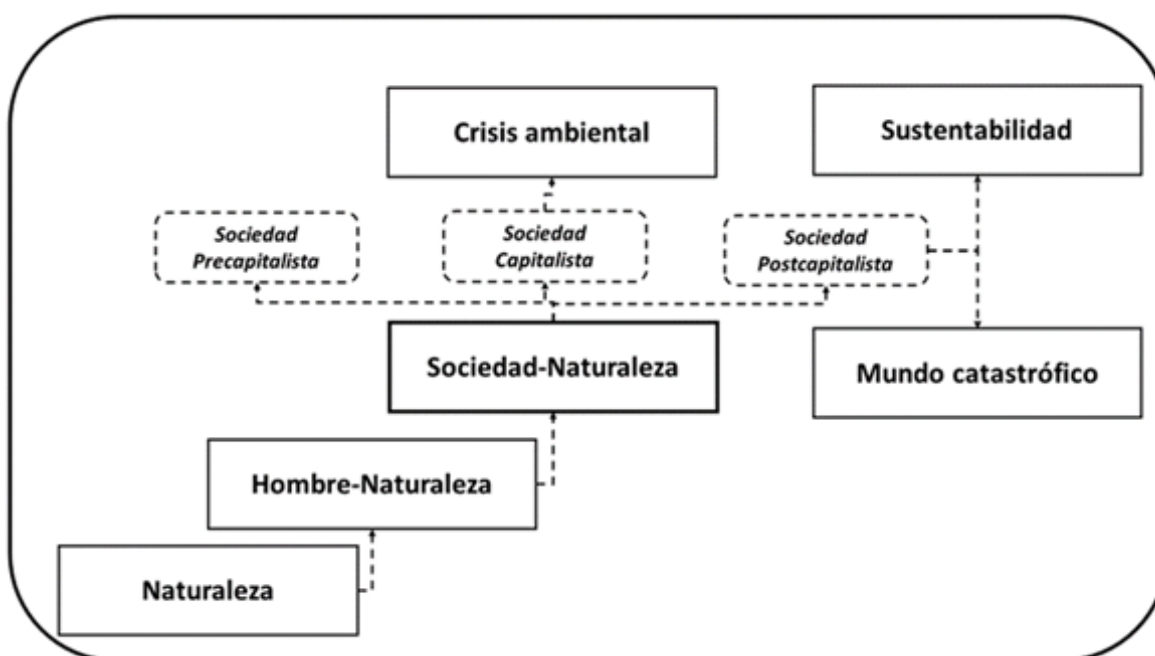 Crisis ambiental
Sustentabilidad
Sociedad
Precapitalista
Sociedad
Capitalista
Sociedad
Postcapitalista
Sociedad-Naturaleza
Mundo catastrófico
Hombre-Naturaleza
Naturaleza